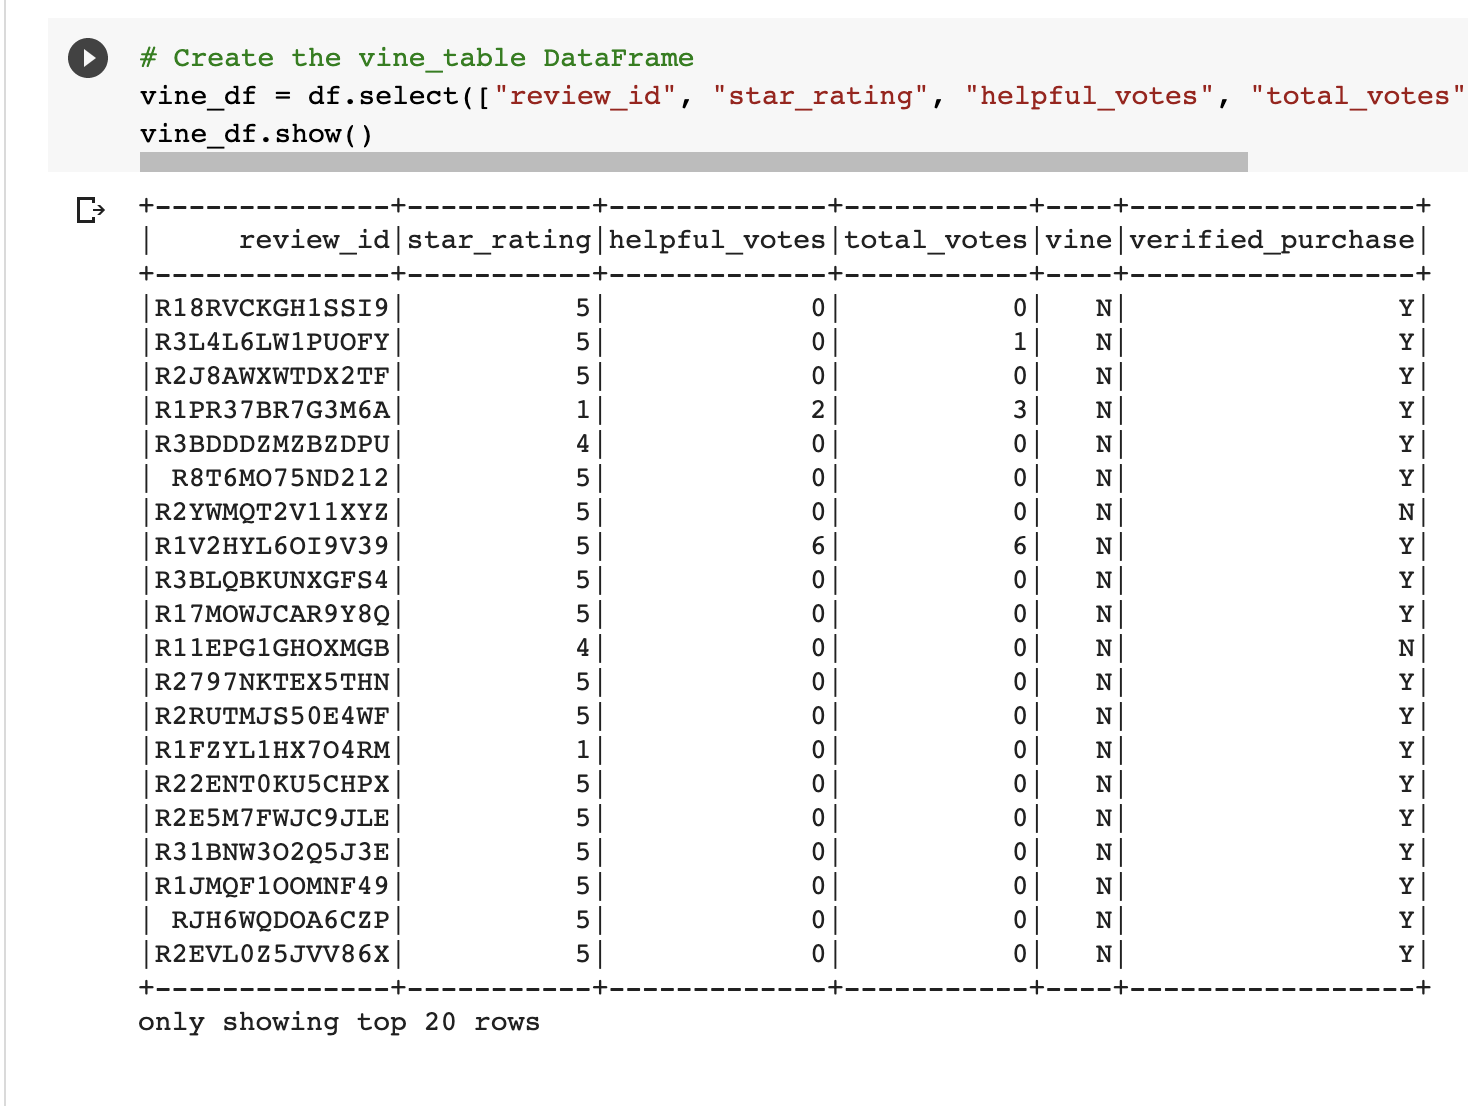 # Create the vine_table DataFrame
vine_df = df.select(["review_id", "star_rating", "helpful_votes", "total_votes"
vine_df.show()
+--------------+-----------+-------------+-----------+----+-----------------+
|     review_id|star_rating|helpful_votes|total_votes|vine|verified_purchase|
+--------------+-----------+-------------+-----------+----+-----------------+
|R18RVCKGH1SSI9|          5|            0|          0|   N|                Y|
|R3L4L6LW1PUOFY|          5|            0|          1|   N|                Y|
|R2J8AWXWTDX2TF|          5|            0|          0|   N|                Y|
|R1PR37BR7G3M6A|          1|            2|          3|   N|                Y|
|R3BDDDZMZBZDPU|          4|            0|          0|   N|                Y|
| R8T6MO75ND212|          5|            0|          0|   N|                Y|
|R2YWMQT2V11XYZ|          5|            0|          0|   N|                N|
|R1V2HYL6OI9V39|          5|            6|          6|   N|                Y|
|R3BLQBKUNXGFS4|          5|            0|          0|   N|                Y|
|R17MOWJCAR9Y8Q|          5|            0|          0|   N|                Y|
|R11EPG1GHOXMGB|          4|            0|          0|   N|                N|
|R2797NKTEX5THN|          5|            0|          0|   N|                Y|
|R2RUTMJS50E4WF|          5|            0|          0|   N|                Y|
|R1FZYL1HX7O4RM|          1|            0|          0|   N|                Y|
|R22ENT0KU5CHPX|          5|            0|          0|   N|                Y|
|R2E5M7FWJC9JLE|          5|            0|          0|   N|                Y|
|R31BNW3O2Q5J3E|          5|            0|          0|   N|                Y|
|R1JMQF1OOMNF49|          5|            0|          0|   N|                Y|
| RJH6WQDOA6CZP|          5|            0|          0|   N|                Y|
|R2EVL0Z5JVV86X|          5|            0|          0|   N|                Y|
+--------------+-----------+-------------+-----------+----+-----------------+
only showing top 20 rows